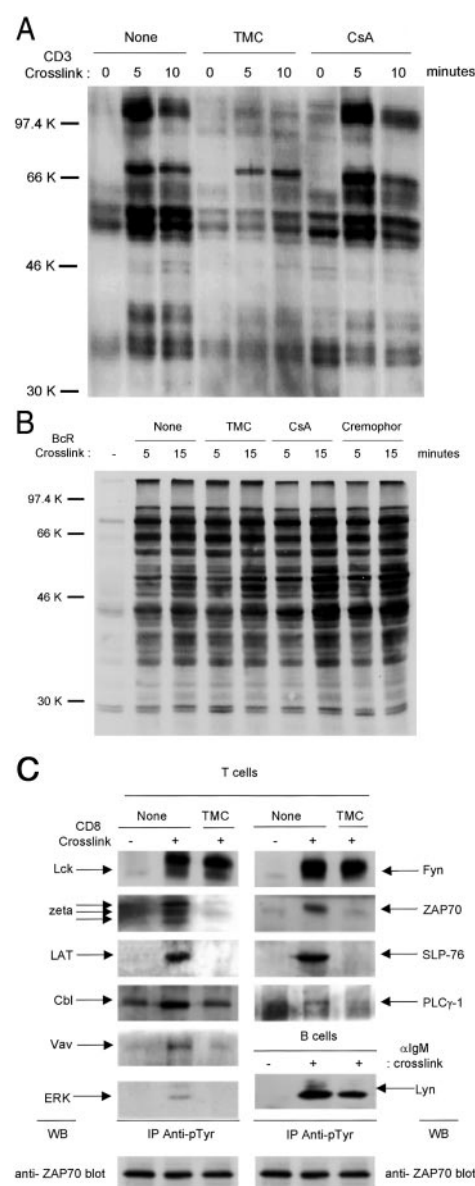 A
None TMC CsA
CD3
Crosslink : 0 5 10 0 5 10 0 5 10 minutes
97.4 K
66 K
46 K
30 K
B
BcR
None TMC CsA Cremophor
Crosslink : - 5 15 5 15 5 15 5 15 minutes
97.4 K
66 K
46 K
30 K
C
T cells
CD8 None TMC None TMC
Crosslink - + + - + +
Lck Fyn
zeta ZAP70
LAT SLP-76
Cbl PLCγ-1
Vav B cells αIgM
- + + : crosslink
ERK Lyn
WB IP Anti-pTyr IP Anti-pTyr WB
anti- ZAP70 blot anti- ZAP70 blot